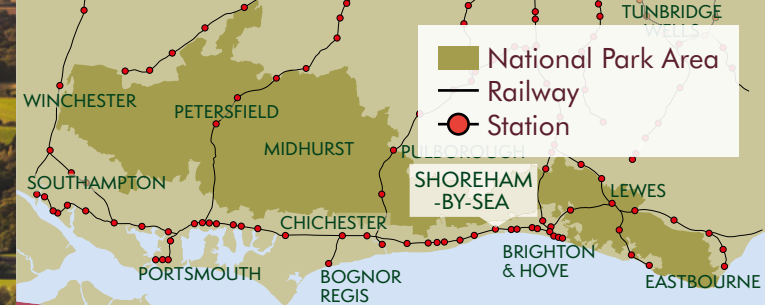 TUNBRIDGE
WELLS
National Park Area
Railway
Station
WINCHESTER
PETERSFIELD
MIDHURST
PULBOROUGH
SOUTHAMPTON
SHOREHAM
-BY-SEA
LEWES
CHICHESTER
BRIGHTON
& HOVE
PORTSMOUTH
BOGNOR
REGIS
EASTBOURNE